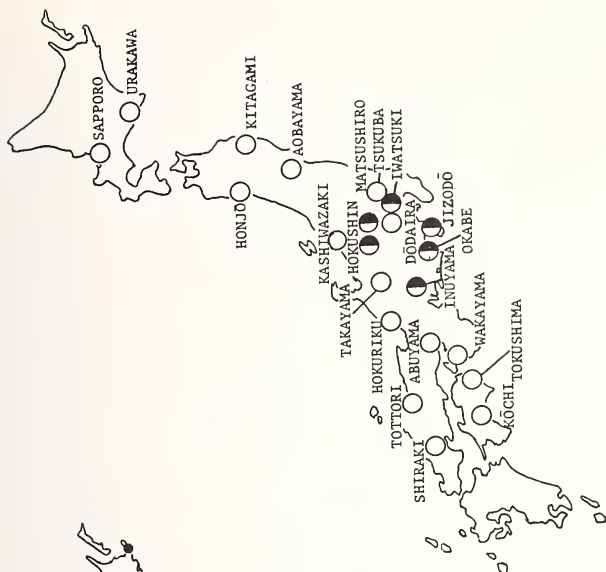 SAPPORO
URAKAWA
KITAGAMI
AOBAYAMA
HONJŌ
MATSUSHIRO
TSUKUBA
IWATSUKI
KASHIWAZAKI
HOKUSHIN
DŌDAIRA
JIZODŌ
OKABE
TAKAYAMA
INUYAMA
HOKURIKU
ABUYAMA
WAKAYAMA
TOTTORI
TOKUSHIMA
SHIRAKI
KŌCHI